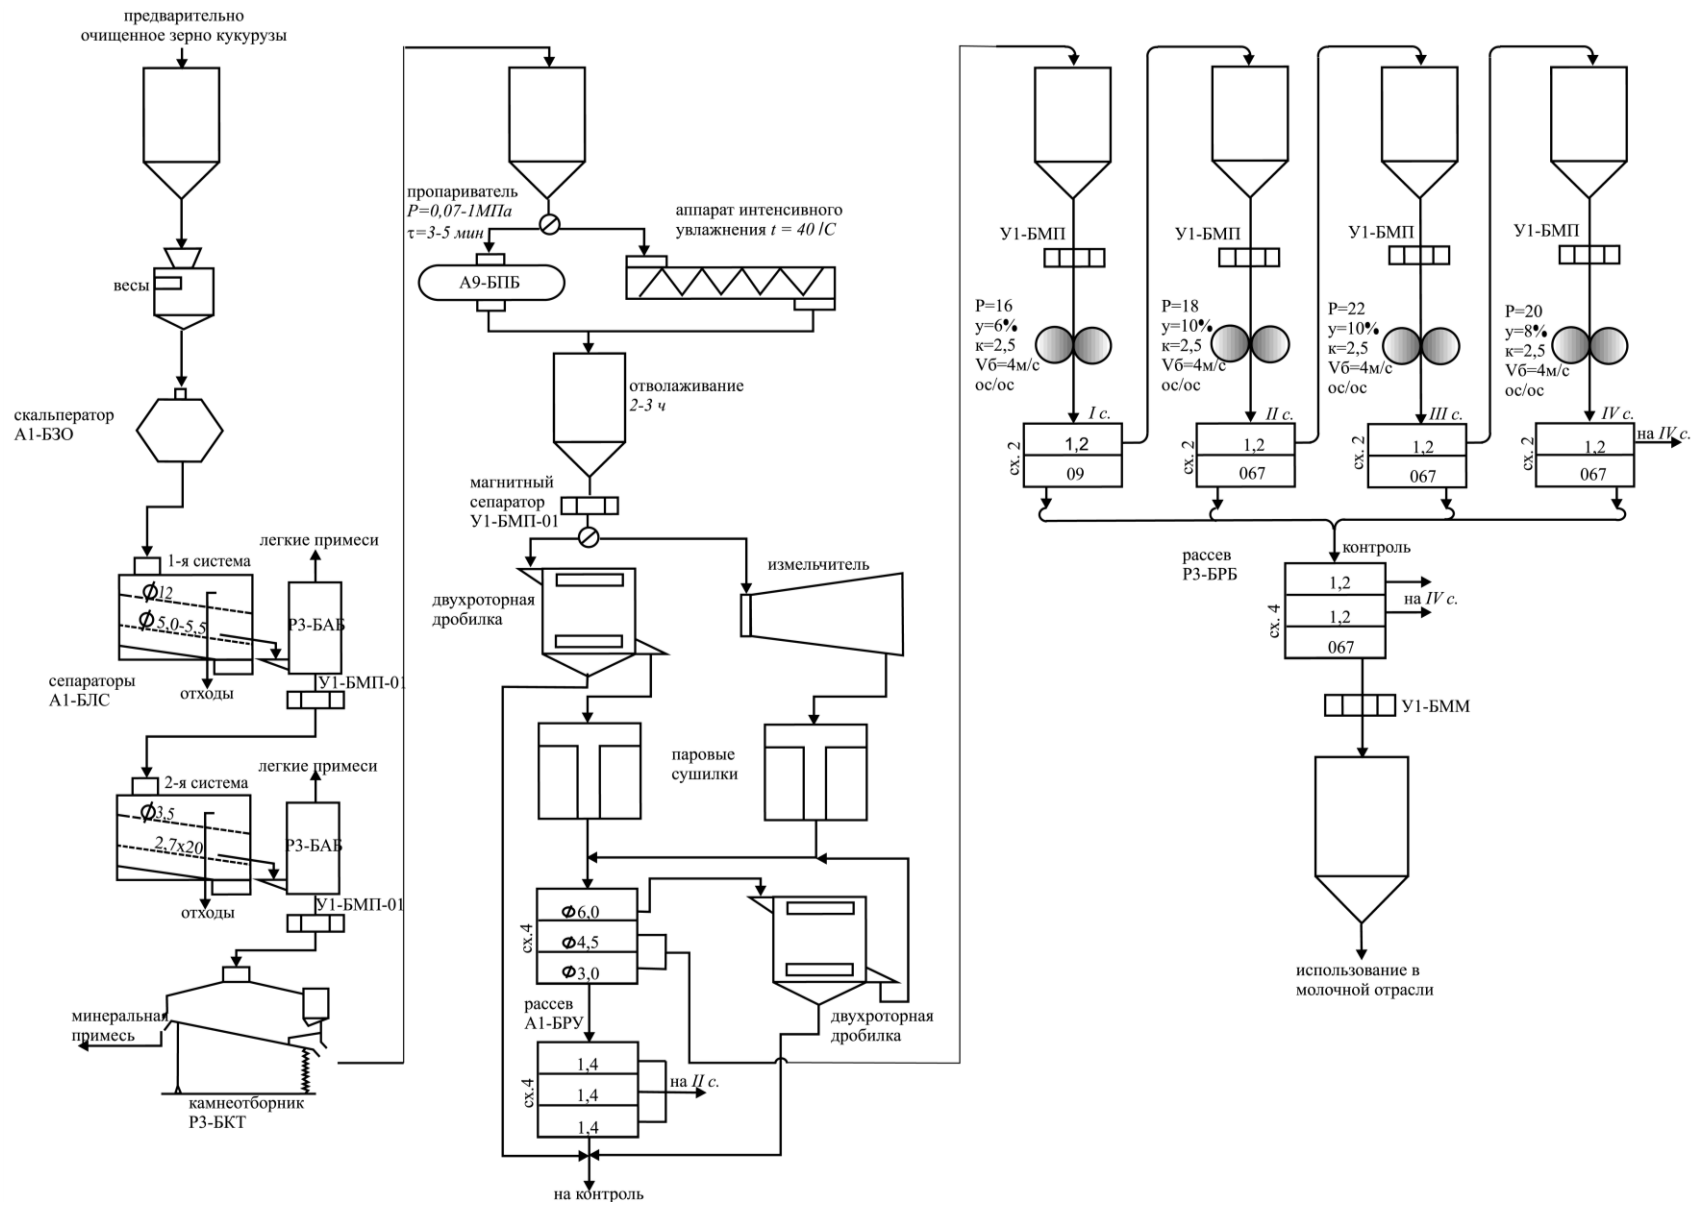 предварительно
очищенное зерно кукурузы
весы
скальператор
А1-БЗО
легкие примеси
1-я система
ф12
ф5,0-5,5
Р3-БАБ
отходы
сепараторы
А1-БЛС
У1-БМП-01
легкие примеси
2-я система
ф3,5
2,7х20
Р3-БАБ
отходы
У1-БМП-01
минеральная
примесь
камнеотборник
Р3-БКТ
пропариватель
Р=0,07-1МПа
τ=3-5 мин
аппарат интенсивного
увлажнения t = 40 /С
А9-БПБ
отволаживание
2-3 ч
магнитный
сепаратор
У1-БМП-01
двухроторная
дробилка
измельчитель
паровые
сушилки
сх.4
ф6,0
ф4,5
ф3,0
рассев
А1-БРУ
двухроторная
дробилка
сх.4
1,4
1,4
1,4
на II с.
на контроль
У1-БМП
Р=16
у=6%
к=2,5
Vб=4м/с
ос/ос
I с.
сх. 2
1,2
09
У1-БМП
Р=18
у=10%
к=2,5
Vб=4м/с
ос/ос
II с.
сх. 2
1,2
067
У1-БМП
Р=22
у=10%
к=2,5
Vб=4м/с
ос/ос
III с.
сх. 2
1,2
067
У1-БМП
Р=20
у=8%
к=2,5
Vб=4м/с
ос/ос
IV с.
сх. 2
1,2
067
на IV с.
контроль
рассев
Р3-БРБ
сх. 4
1,2
1,2
067
на IV с.
У1-БММ
использование в
молочной отрасли